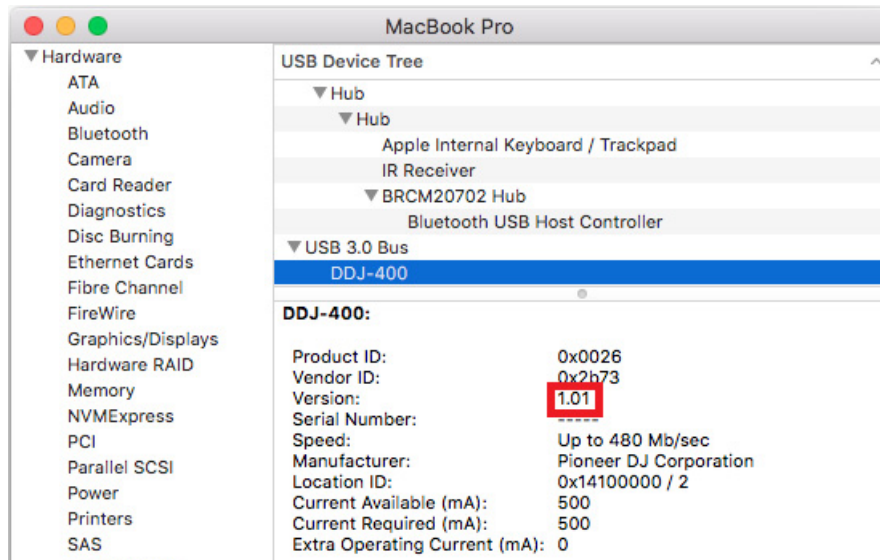 MacBook Pro
Hardware
ATA
Audio
Bluetooth
Camera
Card Reader
Diagnostics
Disc Burning
Ethernet Cards
Fibre Channel
FireWire
Graphics/Displays
Hardware RAID
Memory
NVMExpress
PCI
Parallel SCSI
Power
Printers
SAS
USB Device Tree
Hub
Hub
Apple Internal Keyboard / Trackpad
IR Receiver
BRCM20702 Hub
Bluetooth USB Host Controller
USB 3.0 Bus
DDJ-400
DDJ-400:
Product ID: 0x0026
Vendor ID: 0x2b73
Version: 1.01
Serial Number: -----
Speed: Up to 480 Mb/sec
Manufacturer: Pioneer DJ Corporation
Location ID: 0x14100000 / 2
Current Available (mA): 500
Current Required (mA): 500
Extra Operating Current (mA): 0